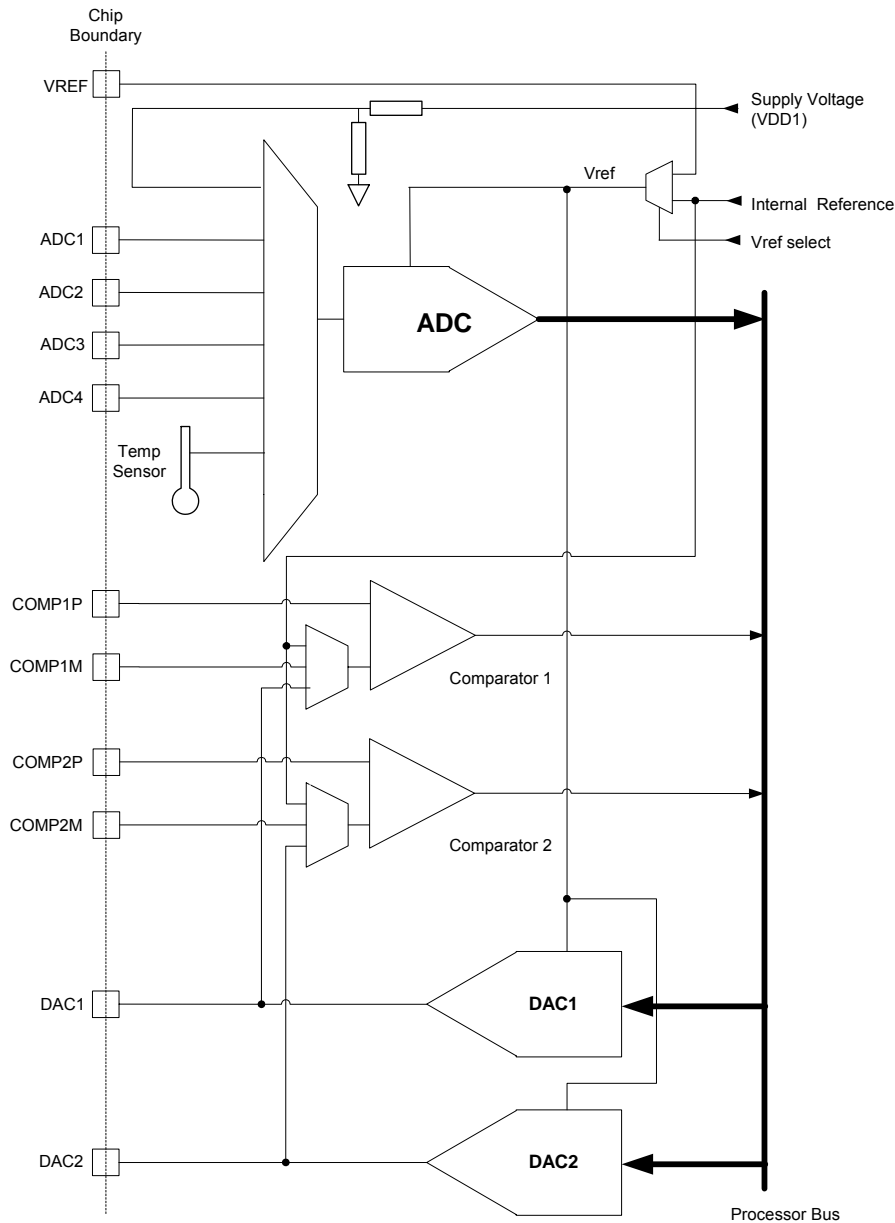 Chip
Boundary
VREF
Supply Voltage
(VDD1)
Vref
Internal Reference
ADC1
Vref select
ADC2
ADC
ADC3
ADC4
Temp
Sensor
COMP1P
COMP1M
Comparator 1
COMP2P
COMP2M
Comparator 2
DAC1
DAC1
DAC2
DAC2
Processor Bus